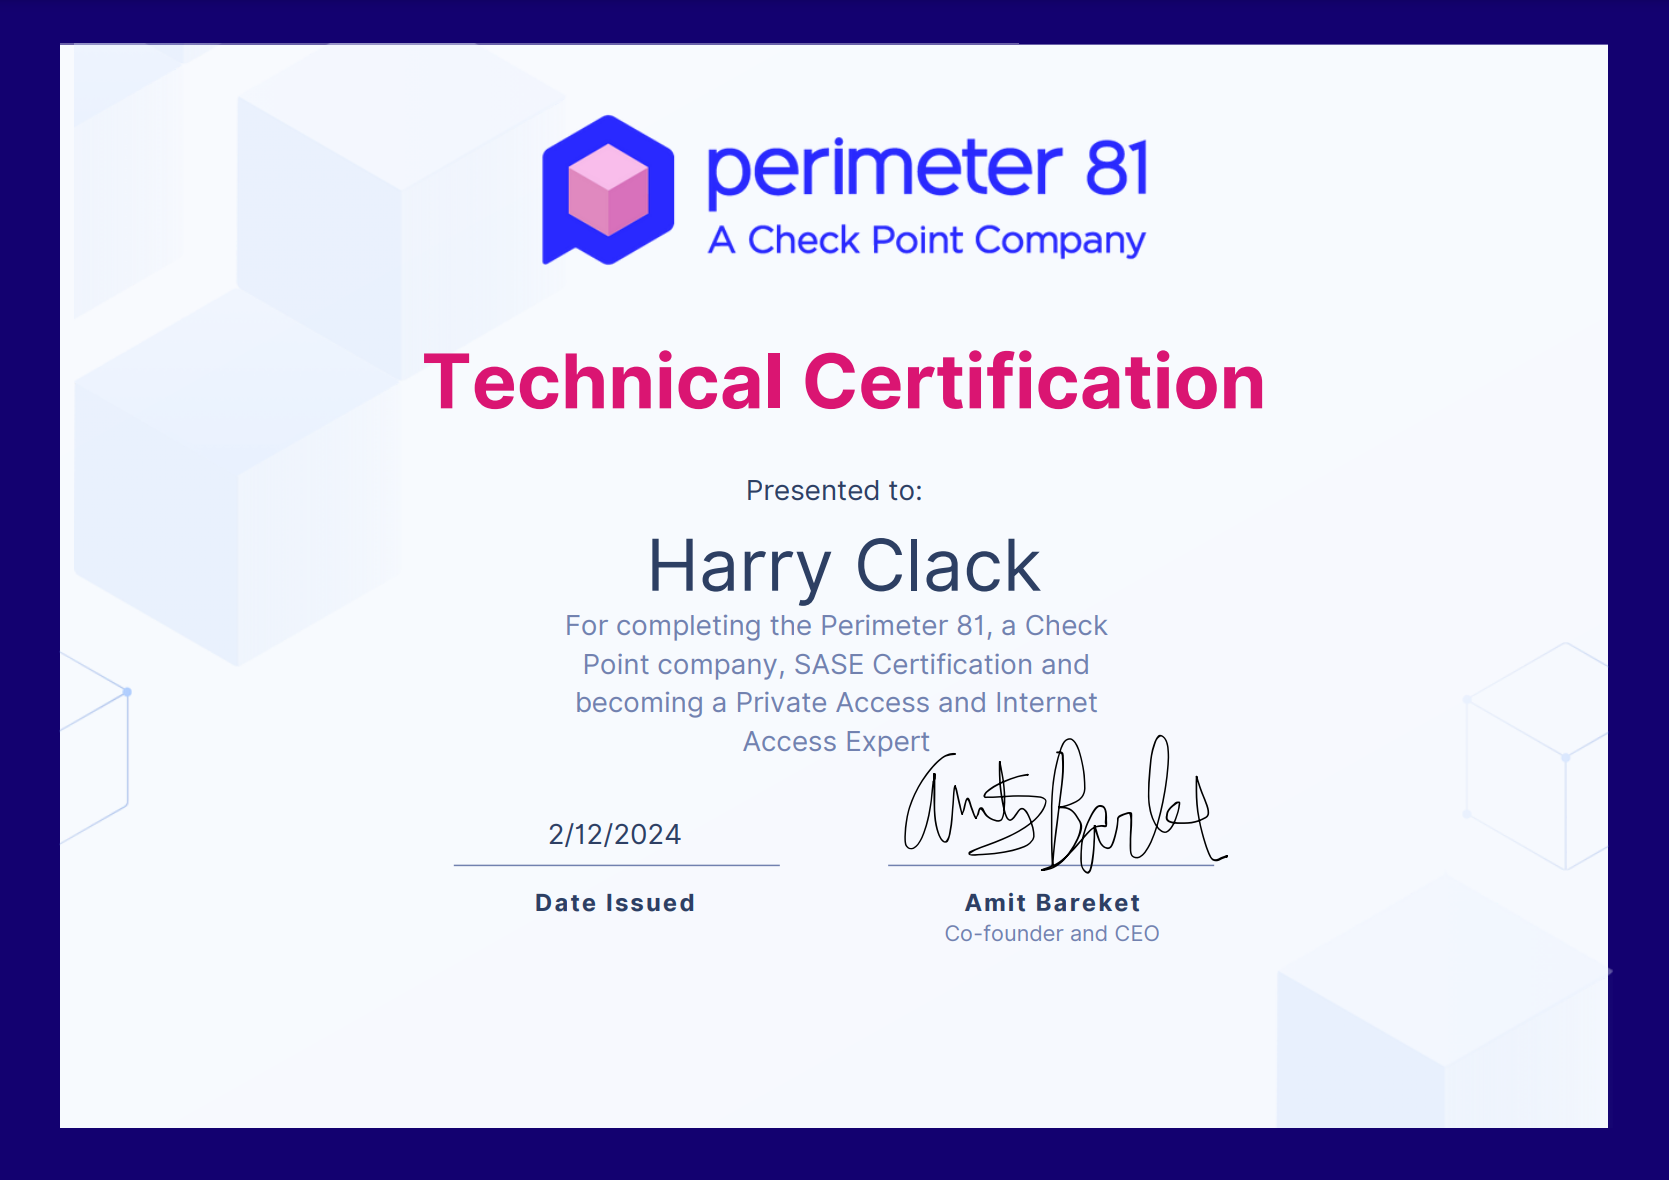 perimeter 81
A Check Point Company
Technical Certification
Presented to:
Harry Clack
For completing the Perimeter 81, a Check
Point company, SASE Certification and
becoming a Private Access and Internet
Access Expert
Amit Bareket
2/12/2024
Date Issued
Amit Bareket
Co-founder and CEO